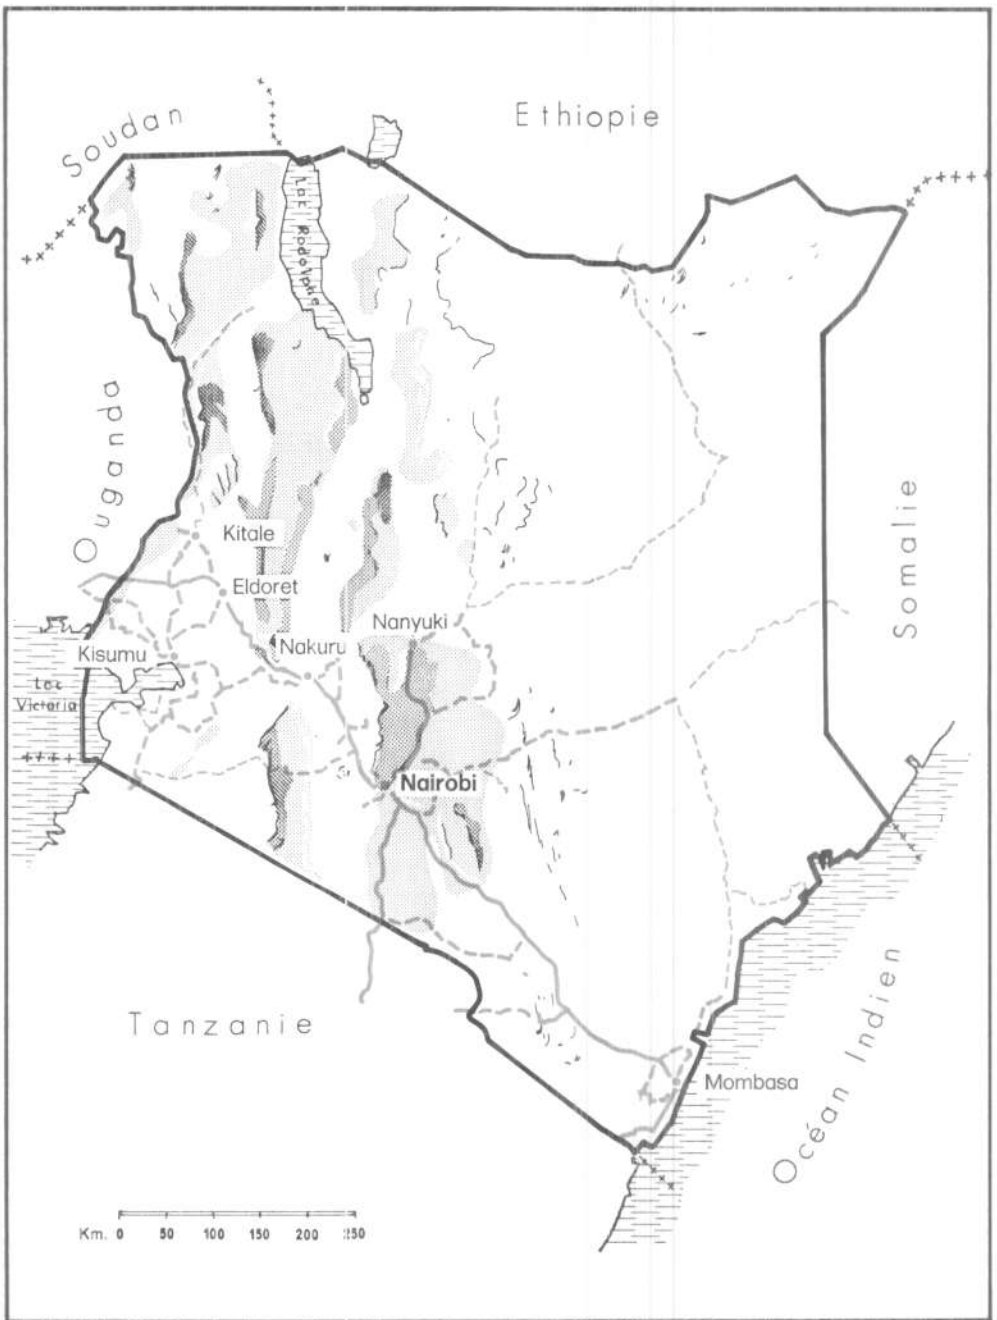 Soudan
Ethiopie
Lac Rodolphe
Ouganda
Somalie
Kitale
Eldoret
Nanyuki
Nakuru
Kisumu
Lac
Victoria
Nairobi
Tanzanie
Mombasa
Océan Indien
Km. 0 50 100 150 200 250